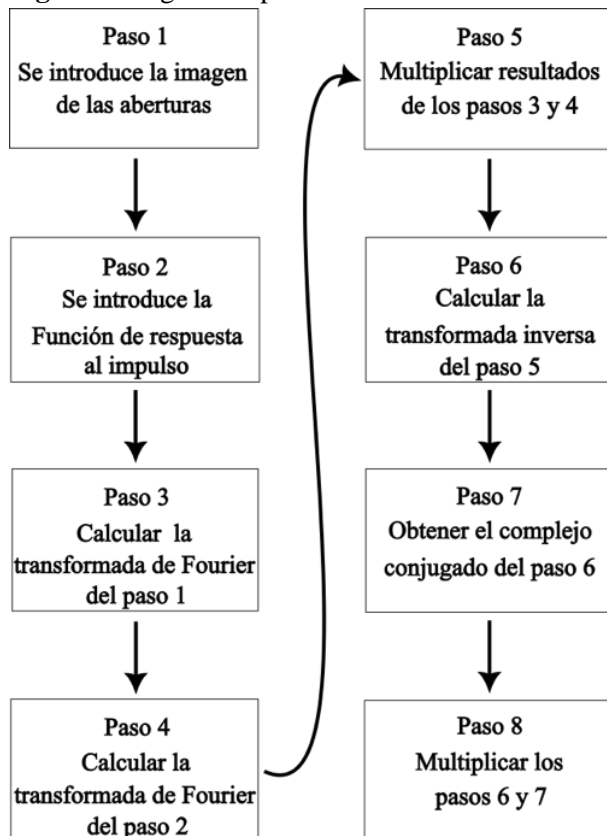 Paso 1
Se introduce la imagen
de las aberturas
Paso 2
Se introduce la
Función de respuesta
al impulso
Paso 3
Calcular la
transformada de Fourier
del paso 1
Paso 4
Calcular la
transformada de Fourier
del paso 2
Paso 5
Multiplicar resultados
de los pasos 3 y 4
Paso 6
Calcular la
transformada inversa
del paso 5
Paso 7
Obtener el complejo
conjugado del paso 6
Paso 8
Multiplicar los
pasos 6 y 7